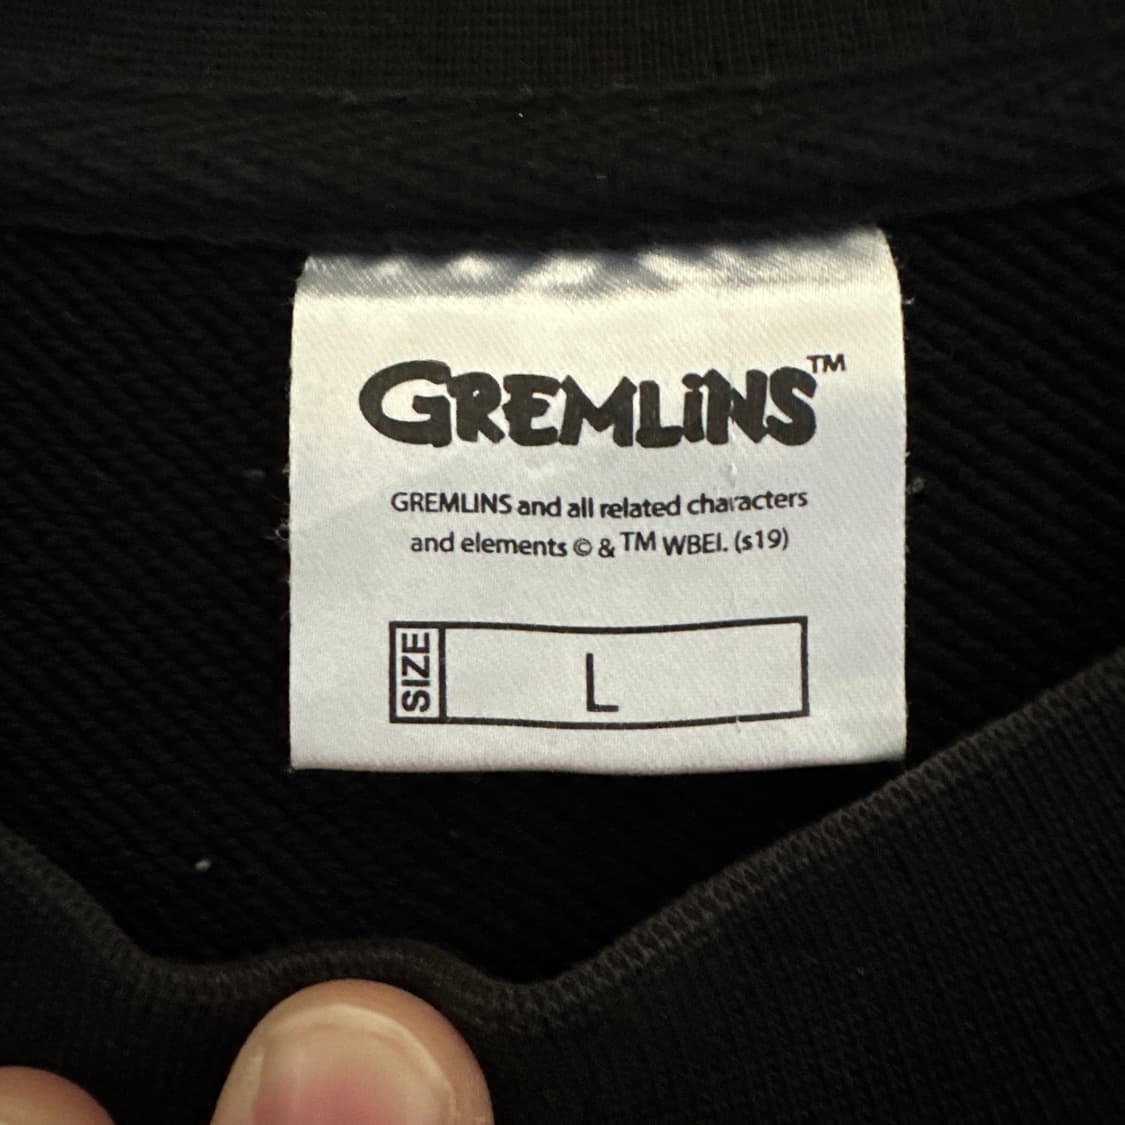 GREMLiNS™
GREMLINS and all related characters
and elements © & TM WBEI. (s19)
SIZE
L